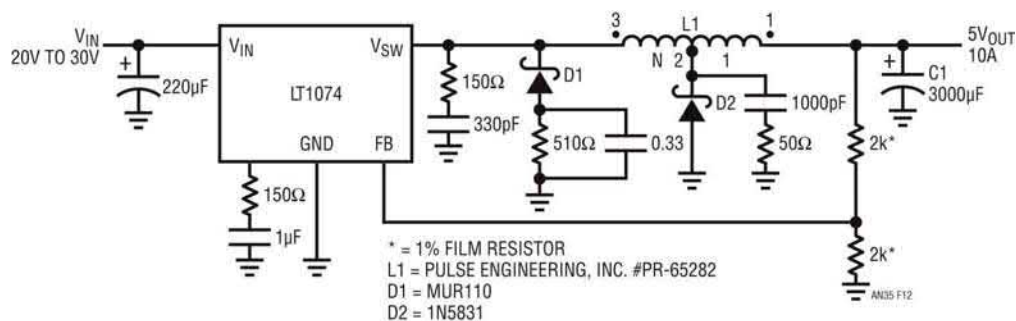 VIN
20V TO 30V
+
220µF
VIN
VSW
LT1074
GND
FB
150Ω
1µF
150Ω
330pF
D1
510Ω
0.33
3
L1
1
N
2
1
D2
1000pF
50Ω
5VOUT
10A
+
C1
3000µF
2k*
2k*
* = 1% FILM RESISTOR
L1 = PULSE ENGINEERING, INC. #PR-65282
D1 = MUR110
D2 = 1N5831
AN35 F12